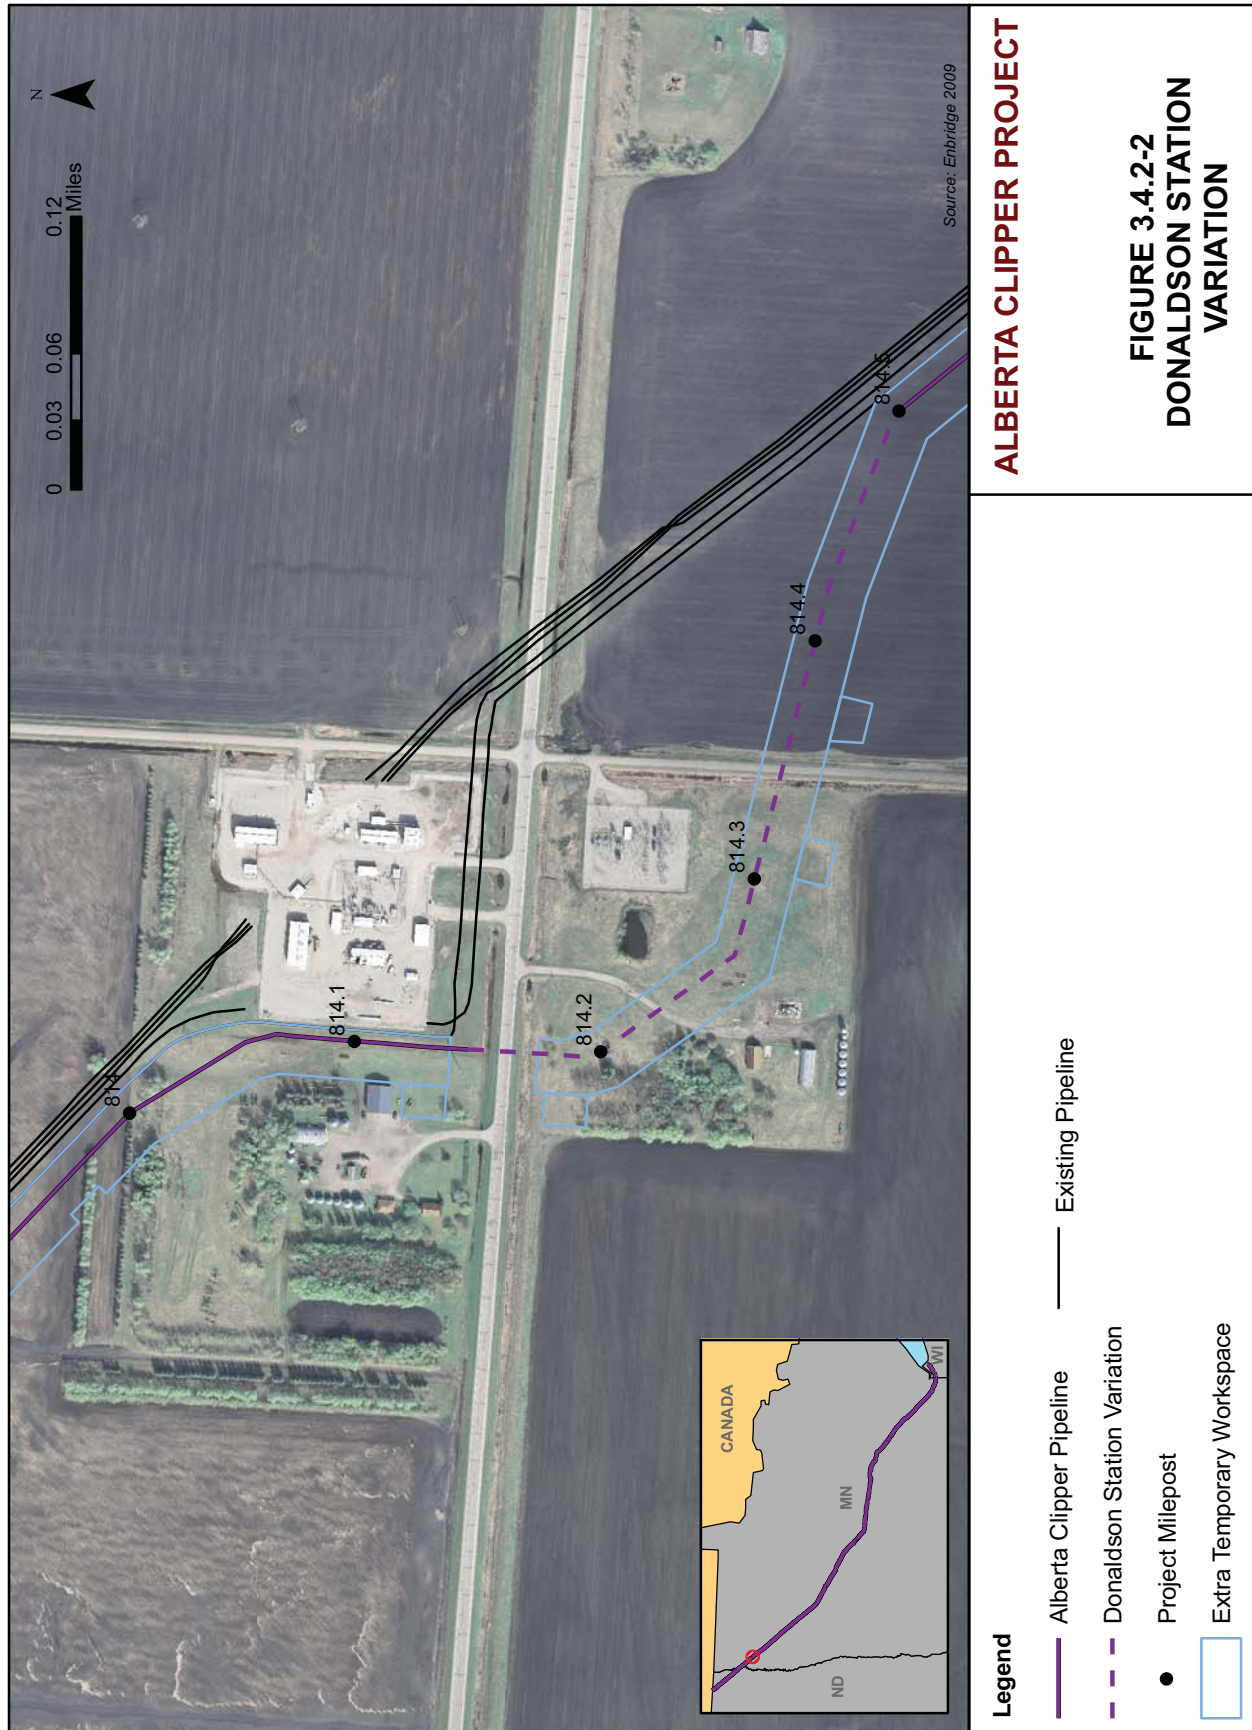 N
0 0.03 0.06 0.12
Miles
814
814.1
814.2
814.3
814.4
814.5
Source: Enbridge 2009
CANADA
ND
MN
WI
Legend
Alberta Clipper Pipeline
Existing Pipeline
Donaldson Station Variation
Project Milepost
Extra Temporary Workspace
ALBERTA CLIPPER PROJECT
FIGURE 3.4.2-2
DONALDSON STATION
VARIATION